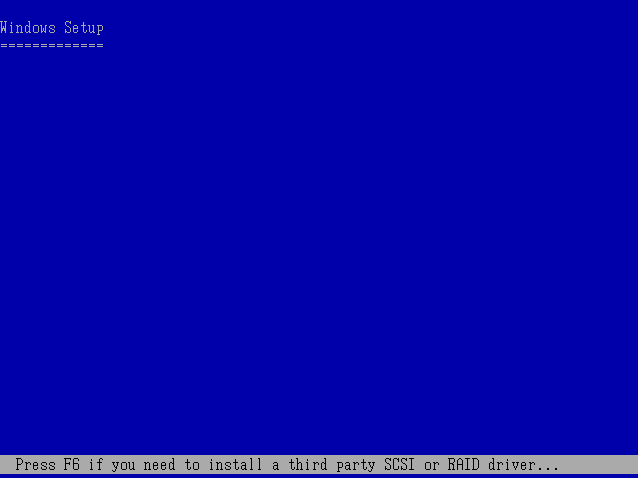 Windows Setup
=============
Press F6 if you need to install a third party SCSI or RAID driver...